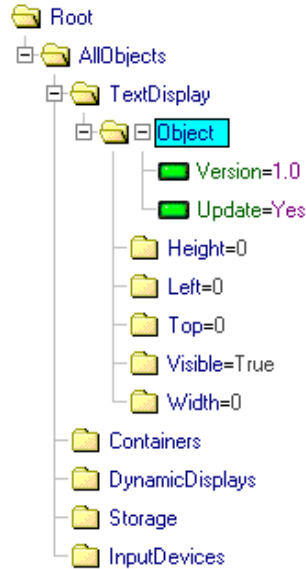 Root
AllObjects
TextDisplay
Object
Version=1.0
Update=Yes
Height=0
Left=0
Top=0
Visible=True
Width=0
Containers
DynamicDisplays
Storage
InputDevices